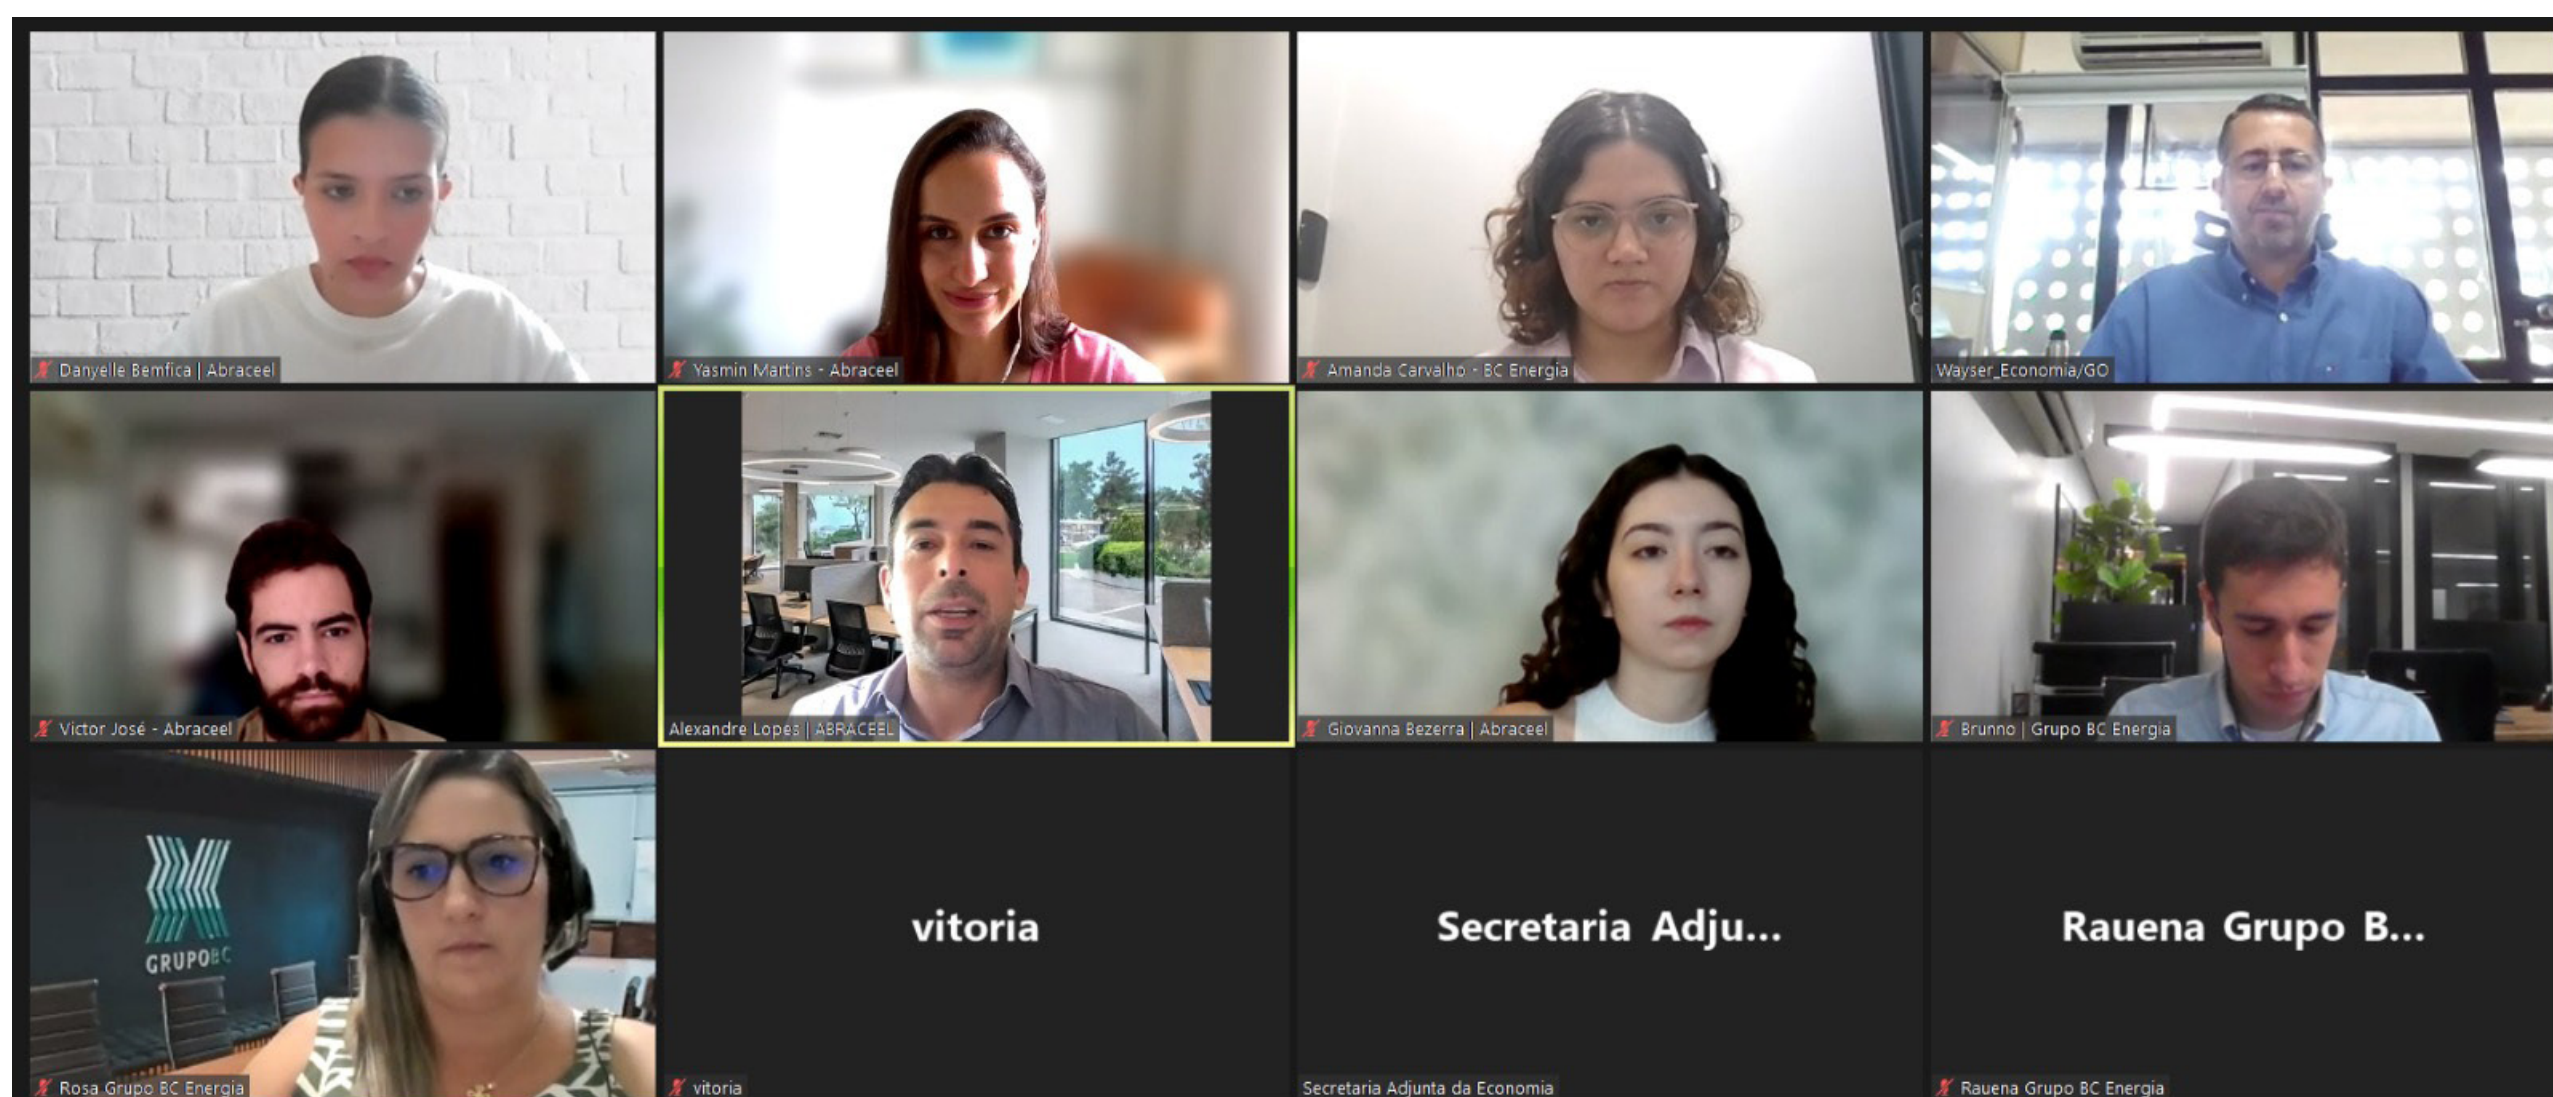 Danyelle Bemfica | Abraceel
Yasmin Martins - Abraceel
Amanda Carvalho - BC Energia
Wayser_Economia/GO
Victor José - Abraceel
Alexandre Lopes | ABRACEEL
Giovanna Bezerra | Abraceel
Brunno | Grupo BC Energia
GRUPOBC
Rosa Grupo BC Energia
vitoria
vitoria
Secretaria Adju...
Secretaria Adjunta da Economia
Rauena Grupo B...
Rauena Grupo BC Energia